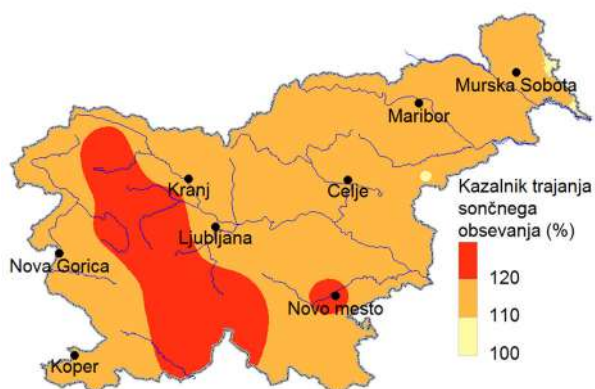 Murska Sobota
Maribor
Kranj
Celje
Ljubljana
Nova Gorica
Novo mesto
Koper
Kazalnik trajanja
sončnega
obsevanja (%)
120
110
100